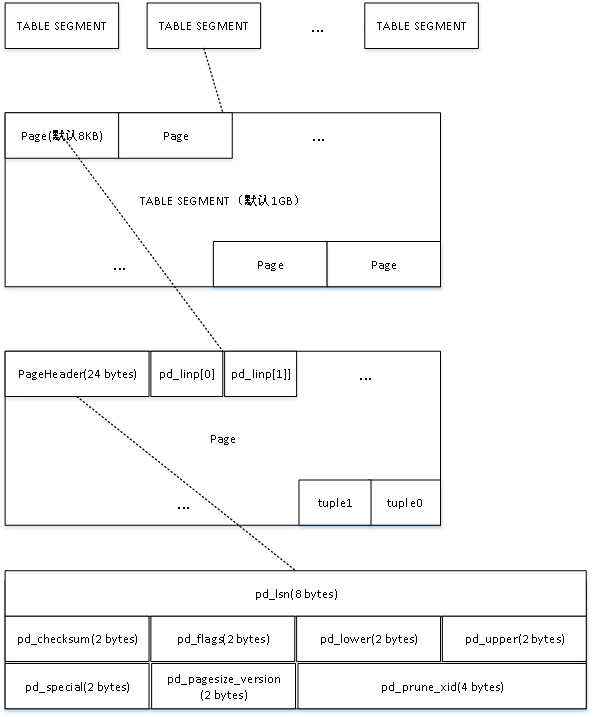 TABLE SEGMENT TABLE SEGMENT ... TABLE SEGMENT
Page(默认8KB) Page ...
TABLE SEGMENT（默认1GB）
... Page Page
PageHeader(24 bytes) pd_linp[0] pd_linp[1]] ...
Page
... tuple1 tuple0
pd_lsn(8 bytes)
pd_checksum(2 bytes) pd_flags(2 bytes) pd_lower(2 bytes) pd_upper(2 bytes)
pd_special(2 bytes) pd_pagesize_version
(2 bytes) pd_prune_xid(4 bytes)